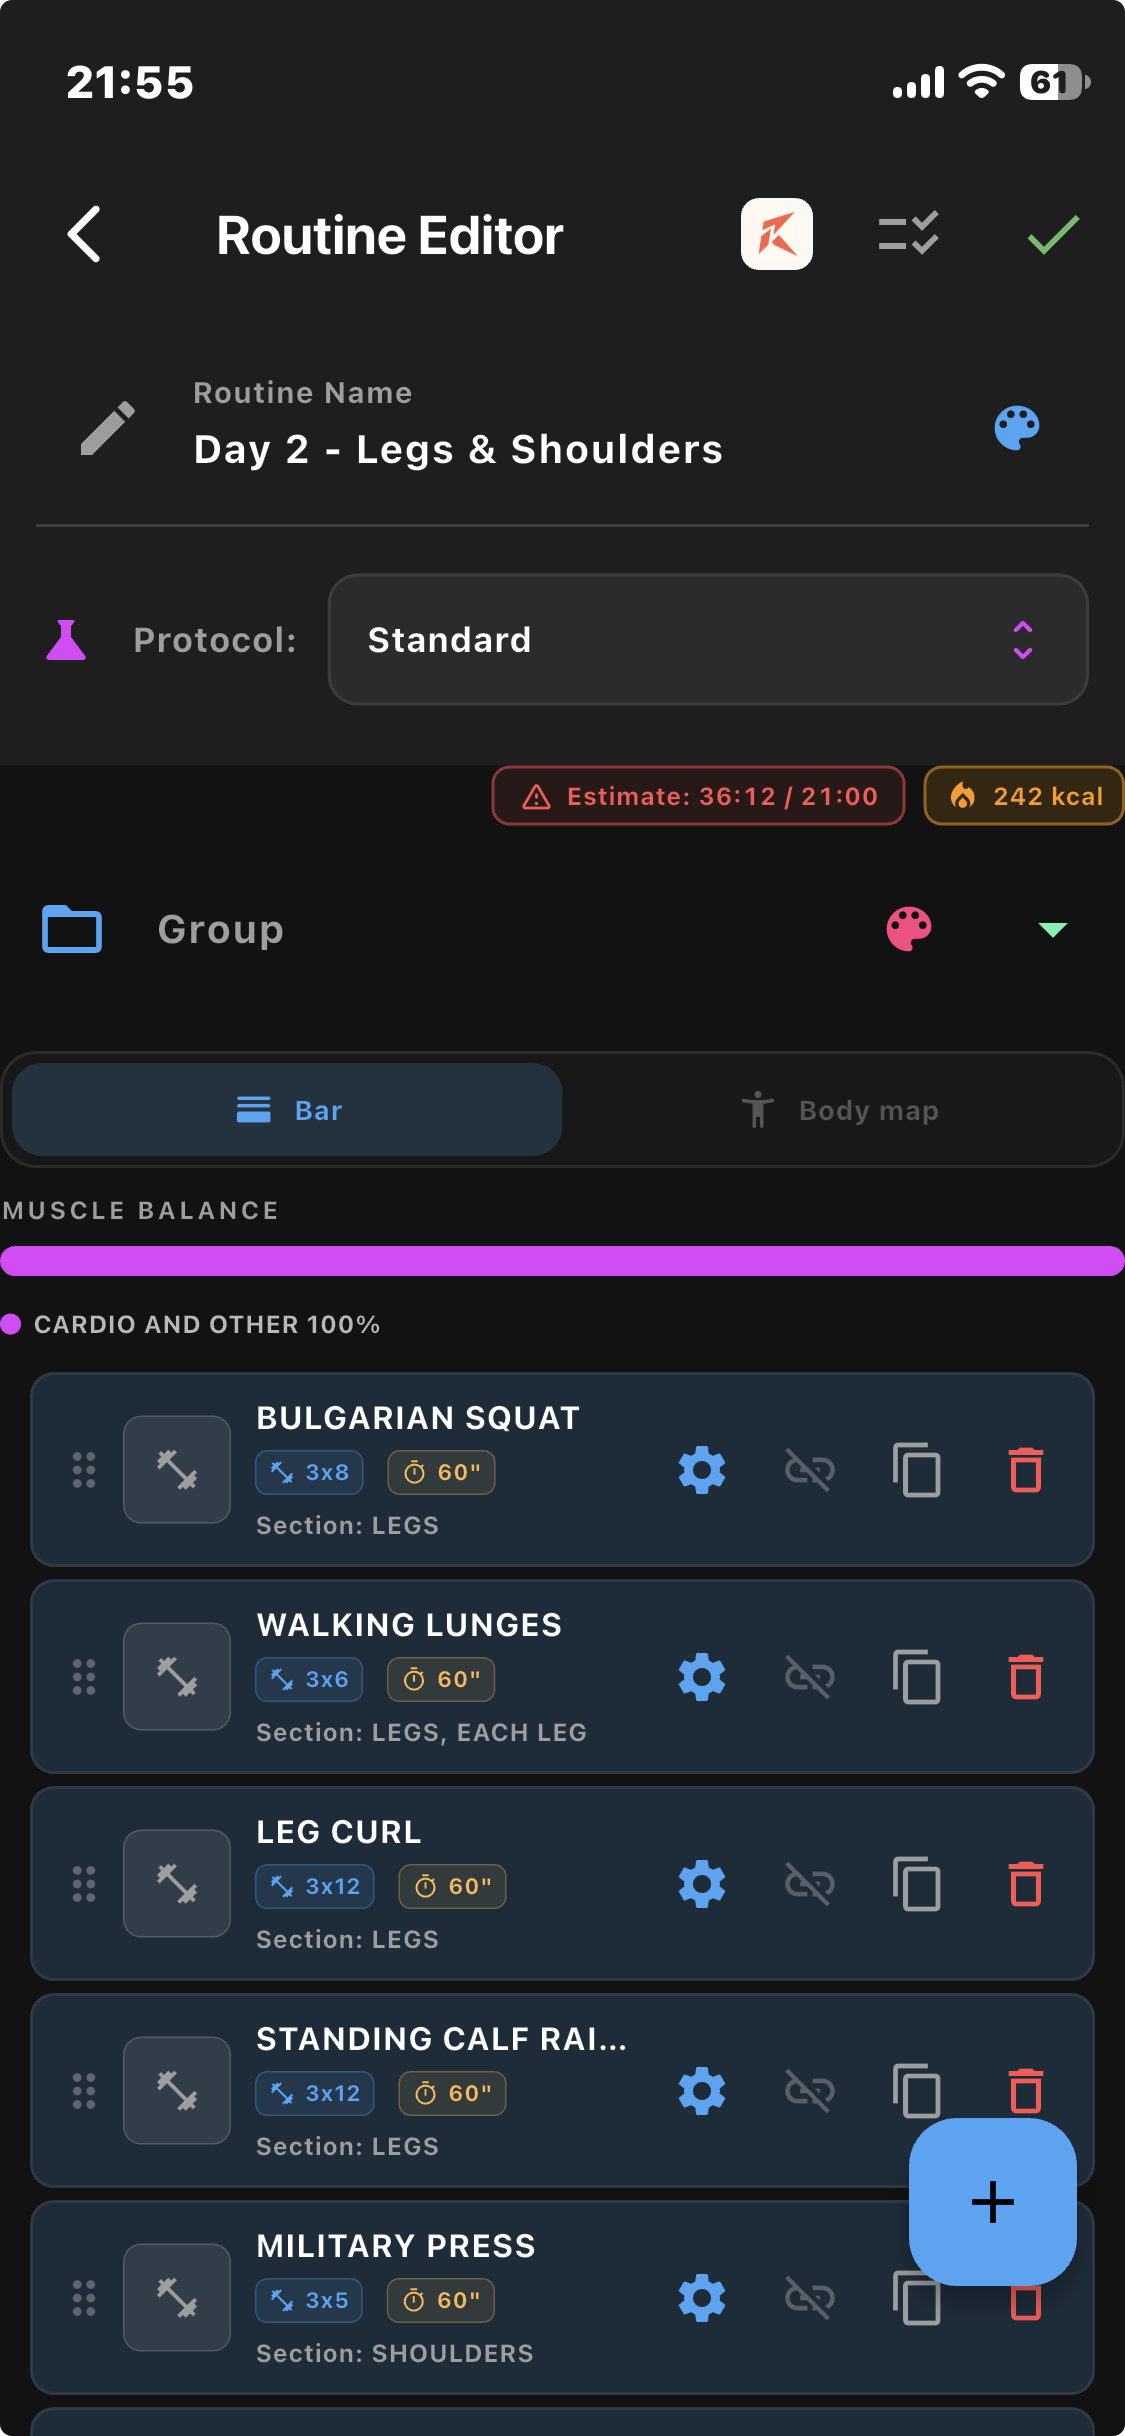 21:55
61
Routine Editor
Routine Name
Day 2 - Legs & Shoulders
Protocol:
Standard
Estimate: 36:12 / 21:00
242 kcal
Group
Bar
Body map
MUSCLE BALANCE
CARDIO AND OTHER 100%
BULGARIAN SQUAT
3x8
60"
Section: LEGS
WALKING LUNGES
3x6
60"
Section: LEGS, EACH LEG
LEG CURL
3x12
60"
Section: LEGS
STANDING CALF RAI...
3x12
60"
Section: LEGS
MILITARY PRESS
3x5
60"
Section: SHOULDERS